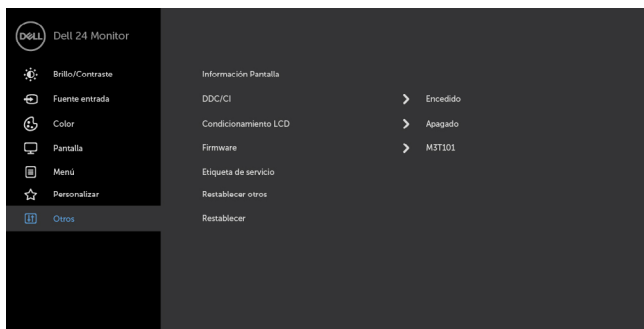 DELL Dell 24 Monitor
Brillo/Contraste Información Pantalla
Fuente entrada DDC/CI Encedido
Color Condicionamiento LCD Apagado
Pantalla Firmware M3T101
Menú Etiqueta de servicio
Personalizar Restablecer otros
Otros Restablecer